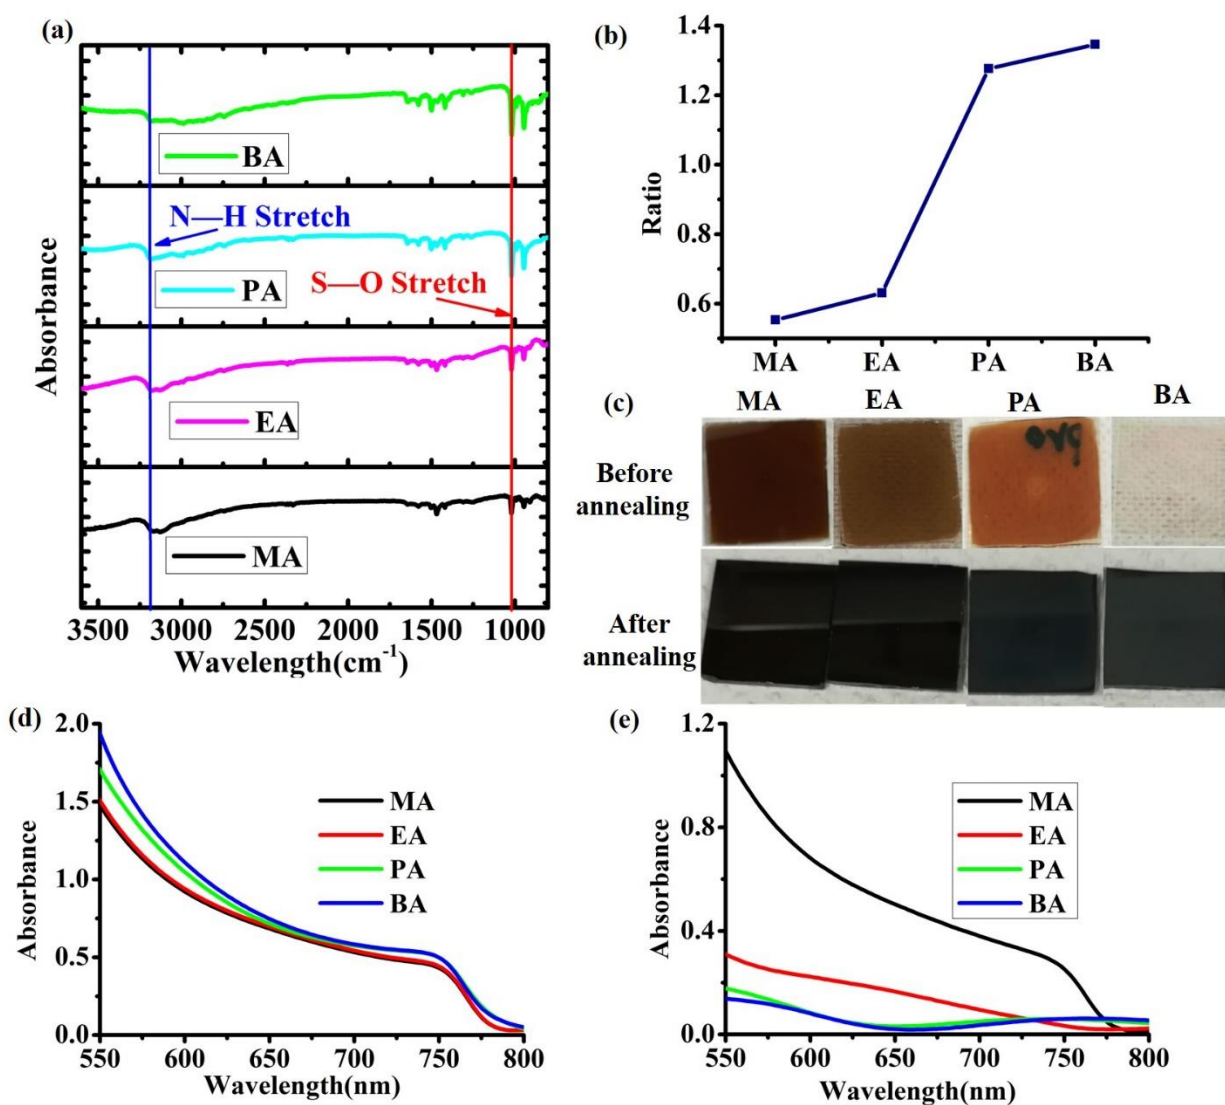 (a)
BA
N—H Stretch
PA
S—O Stretch
EA
MA
Absorbance
3500 3000 2500 2000 1500 1000
Wavelength(cm⁻¹)
(b)
1.4
1.2
1.0
0.8
0.6
Ratio
MA EA PA BA
(c)
MA EA PA BA
Before
annealing
After
annealing
(d)
2.0
1.5
1.0
0.5
0.0
Absorbance
MA
EA
PA
BA
550 600 650 700 750 800
Wavelength(nm)
(e)
1.2
0.8
0.4
0.0
Absorbance
MA
EA
PA
BA
550 600 650 700 750 800
Wavelength(nm)